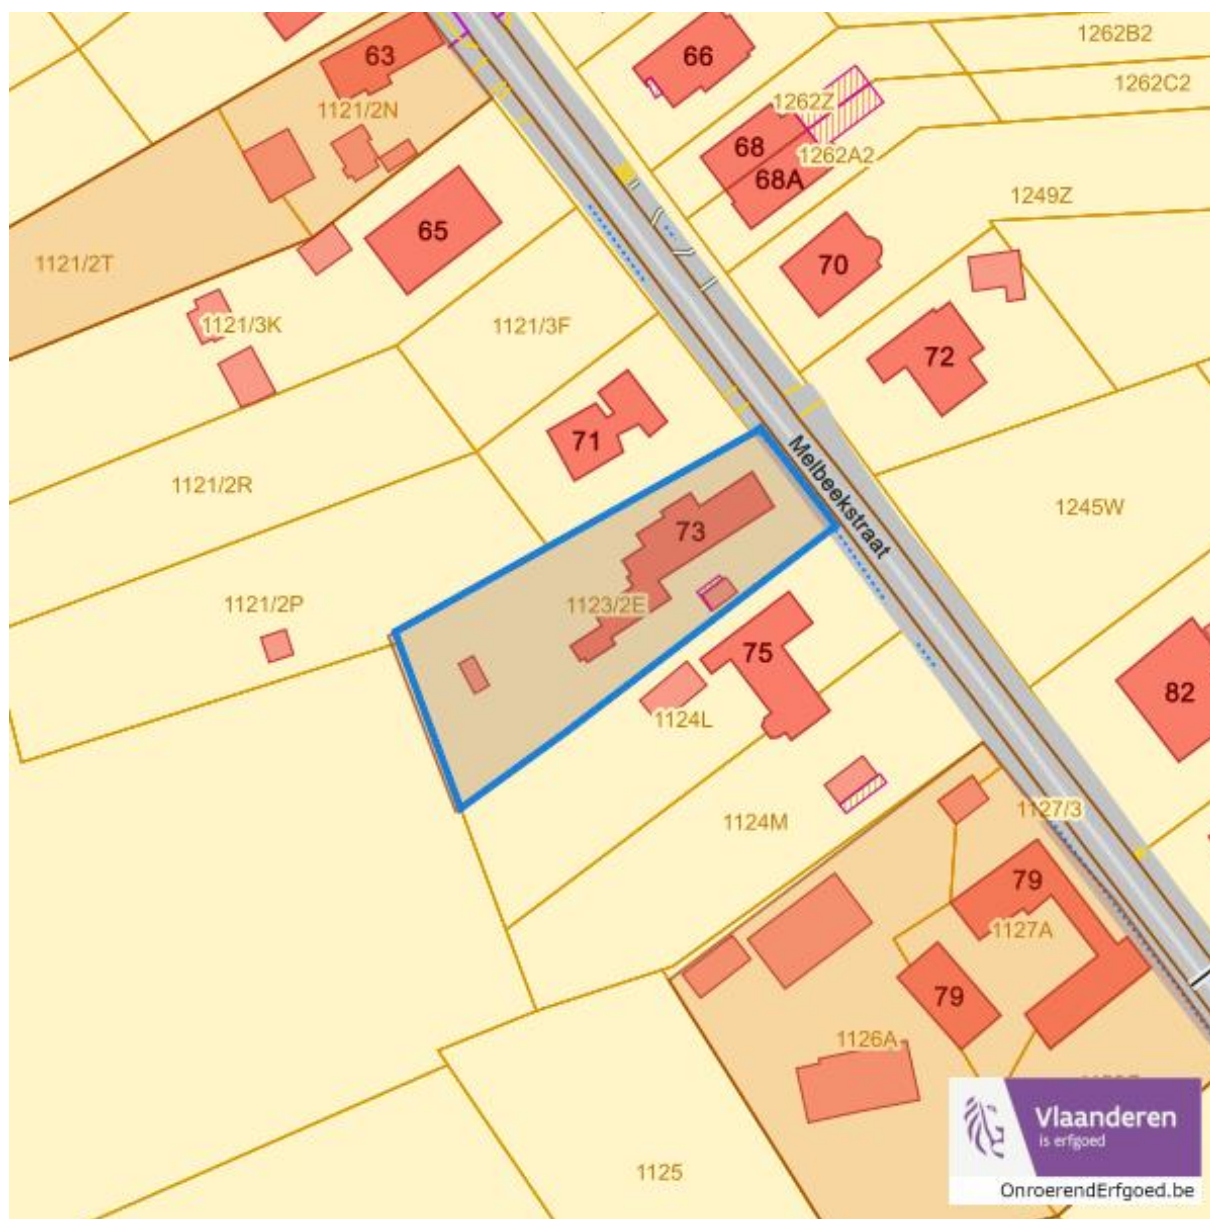 63
66
1262B2
1262C2
1121/2N
1262Z
68
68A
1262A2
1249Z
65
70
1121/2T
1121/3K
1121/3F
72
71
Melbeekstraat
1121/2R
1245W
73
1121/2P
1123/2E
75
82
1124L
1124M
1127/3
79
1127A
79
1126A
Vlaanderen
is erfgoed
1125
OnroerendErfgoed.be